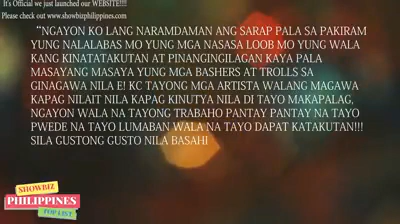 It's Official we just launched our WEBSITE!!!!
Please check out www.showbizphilippines.com
"NGAYON KO LANG NARAMDAMAN ANG SARAP PALA SA PAKIRAM
YUNG NALALABAS MO YUNG MGA NASASA LOOB MO YUNG WALA
KANG KINATATAKUTAN AT PINANGINGILAGAN KAYA PALA
MASAYANG MASAYA YUNG MGA BASHERS AT TROLLS SA
GINAGAWA NILA E! KC TAYONG MGA ARTISTA WALANG MAGAWA
KAPAG NILAIT NILA KAPAG KINUTYA NILA DI TAYO MAKAPALAG,
NGAYON WALA NA TAYONG TRABAHO PANTAY PANTAY NA TAYO
PWEDE NA TAYO LUMABAN WALA NA TAYO DAPAT KATAKUTAN!!!
SILA GUSTONG GUSTO NILA BASAHI
SHOWBIZ
PHILIPPINES
TOP LIST